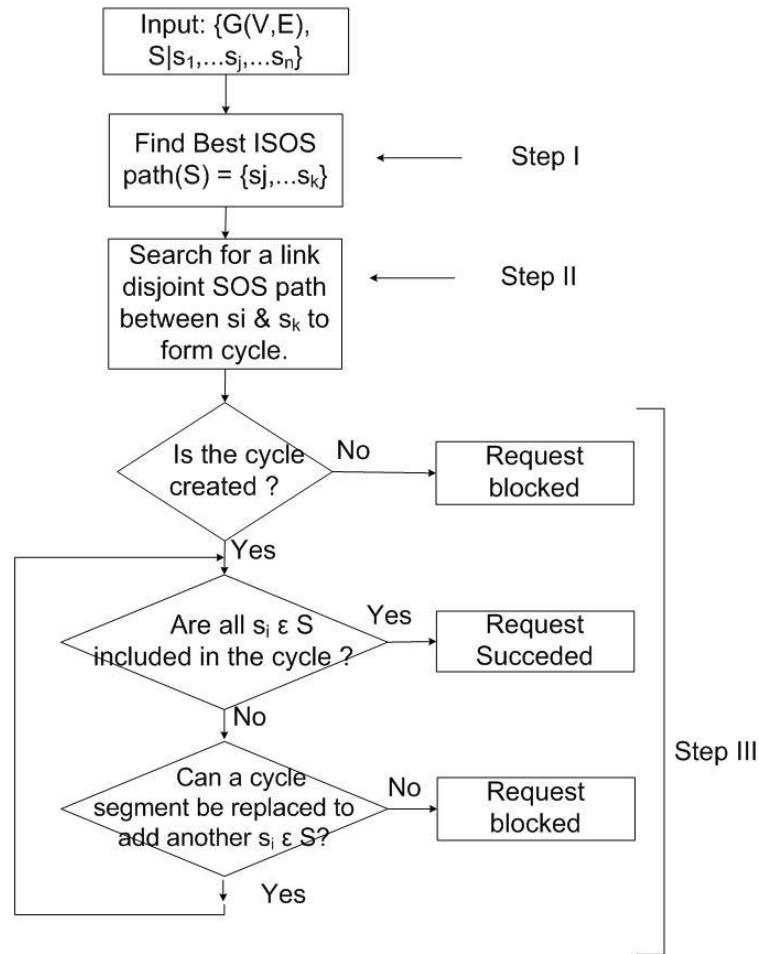 Input: {G(V,E),
S|s₁,...sⱼ,...sₙ}
Find Best ISOS
path(S) = {sj,...sₖ}
Step I
Search for a link
disjoint SOS path
between si & sₖ to
form cycle.
Step II
Is the cycle
created ?
No
Request
blocked
Yes
Are all sᵢ ε S
included in the cycle ?
Yes
Request
Succeded
No
Step III
Can a cycle
segment be replaced to
add another sᵢ ε S?
No
Request
blocked
Yes